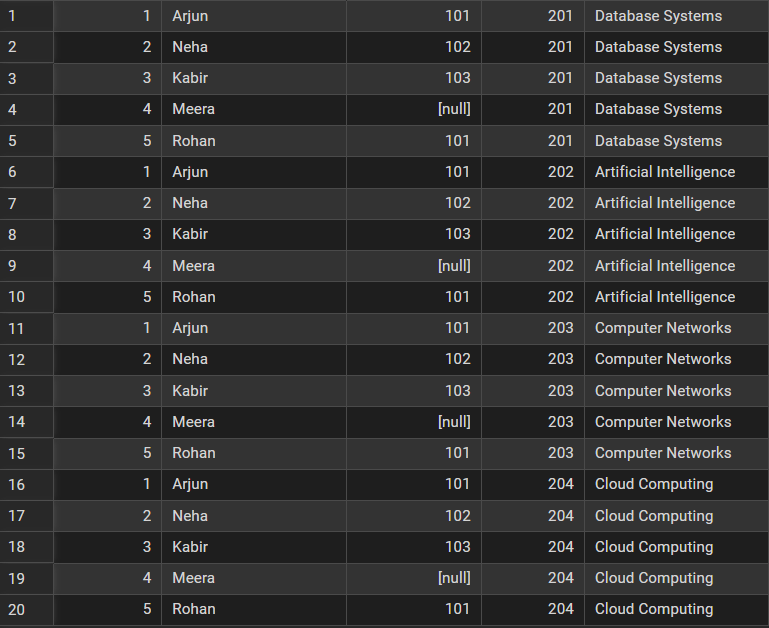 1 1 Arjun 101 201 Database Systems
2 2 Neha 102 201 Database Systems
3 3 Kabir 103 201 Database Systems
4 4 Meera [null] 201 Database Systems
5 5 Rohan 101 201 Database Systems
6 1 Arjun 101 202 Artificial Intelligence
7 2 Neha 102 202 Artificial Intelligence
8 3 Kabir 103 202 Artificial Intelligence
9 4 Meera [null] 202 Artificial Intelligence
10 5 Rohan 101 202 Artificial Intelligence
11 1 Arjun 101 203 Computer Networks
12 2 Neha 102 203 Computer Networks
13 3 Kabir 103 203 Computer Networks
14 4 Meera [null] 203 Computer Networks
15 5 Rohan 101 203 Computer Networks
16 1 Arjun 101 204 Cloud Computing
17 2 Neha 102 204 Cloud Computing
18 3 Kabir 103 204 Cloud Computing
19 4 Meera [null] 204 Cloud Computing
20 5 Rohan 101 204 Cloud Computing